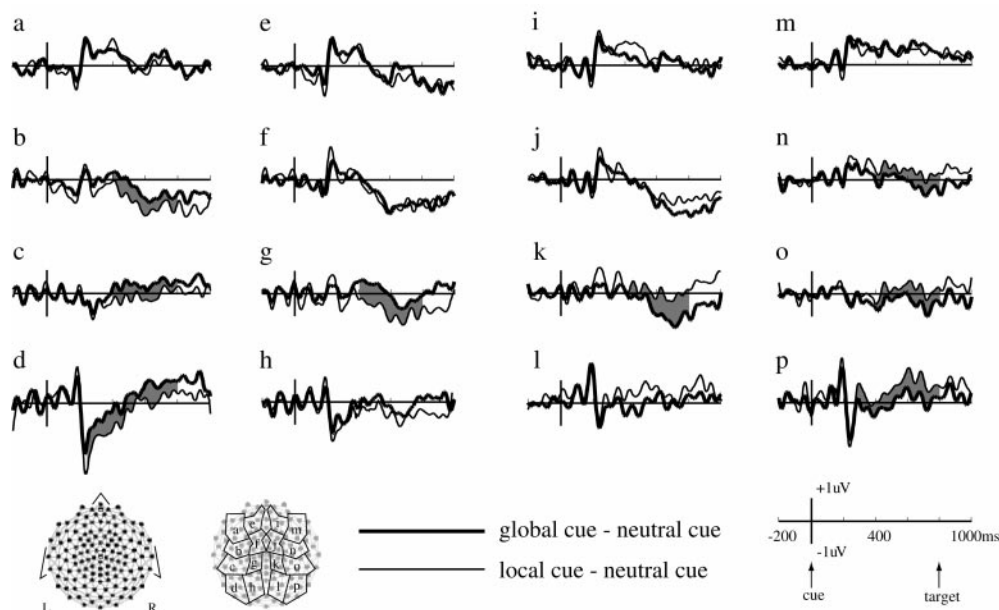 a e i m
b f j n
c g k o
d h l p
global cue - neutral cue
local cue - neutral cue
+1uV
-200 400 1000ms
-1uV
cue target
L R